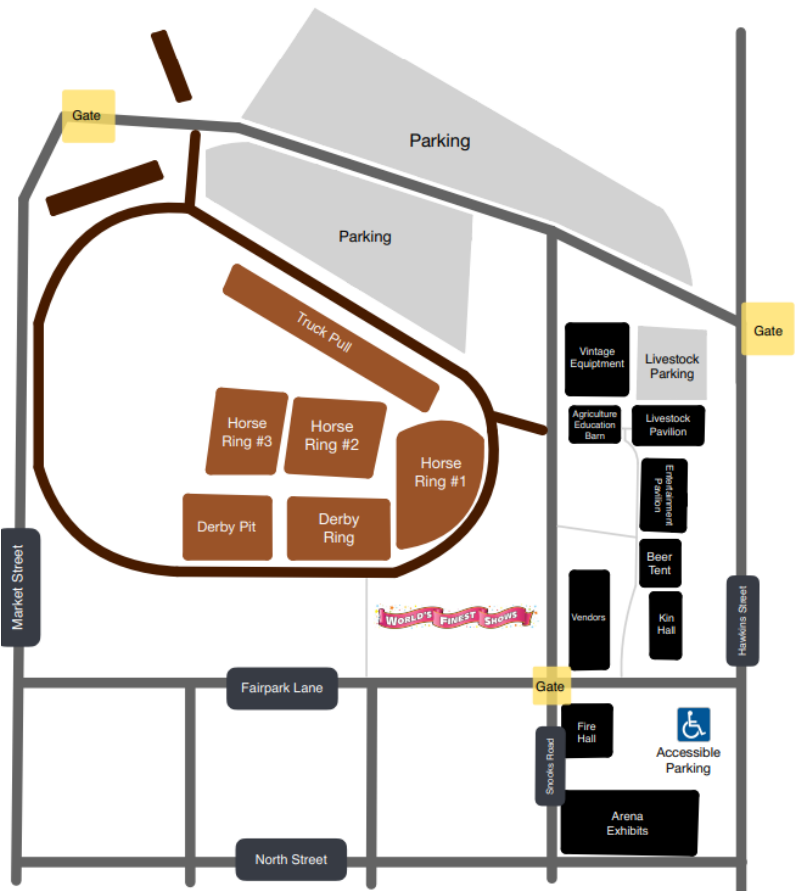 Gate
Parking
Parking
Gate
Truck Pull
Vintage
Equiptment
Livestock
Parking
Horse
Ring #3
Horse
Ring #2
Horse
Ring #1
Agriculture
Education
Barn
Livestock
Pavilion
Entertainment
Pavilion
Derby Pit
Derby
Ring
Beer
Tent
Market Street
WORLD'S FINEST SHOWS
Vendors
Kin
Hall
Hawkins Street
Fairpark Lane
Gate
Fire
Hall
Snooks Road
Accessible
Parking
Arena
Exhibits
North Street